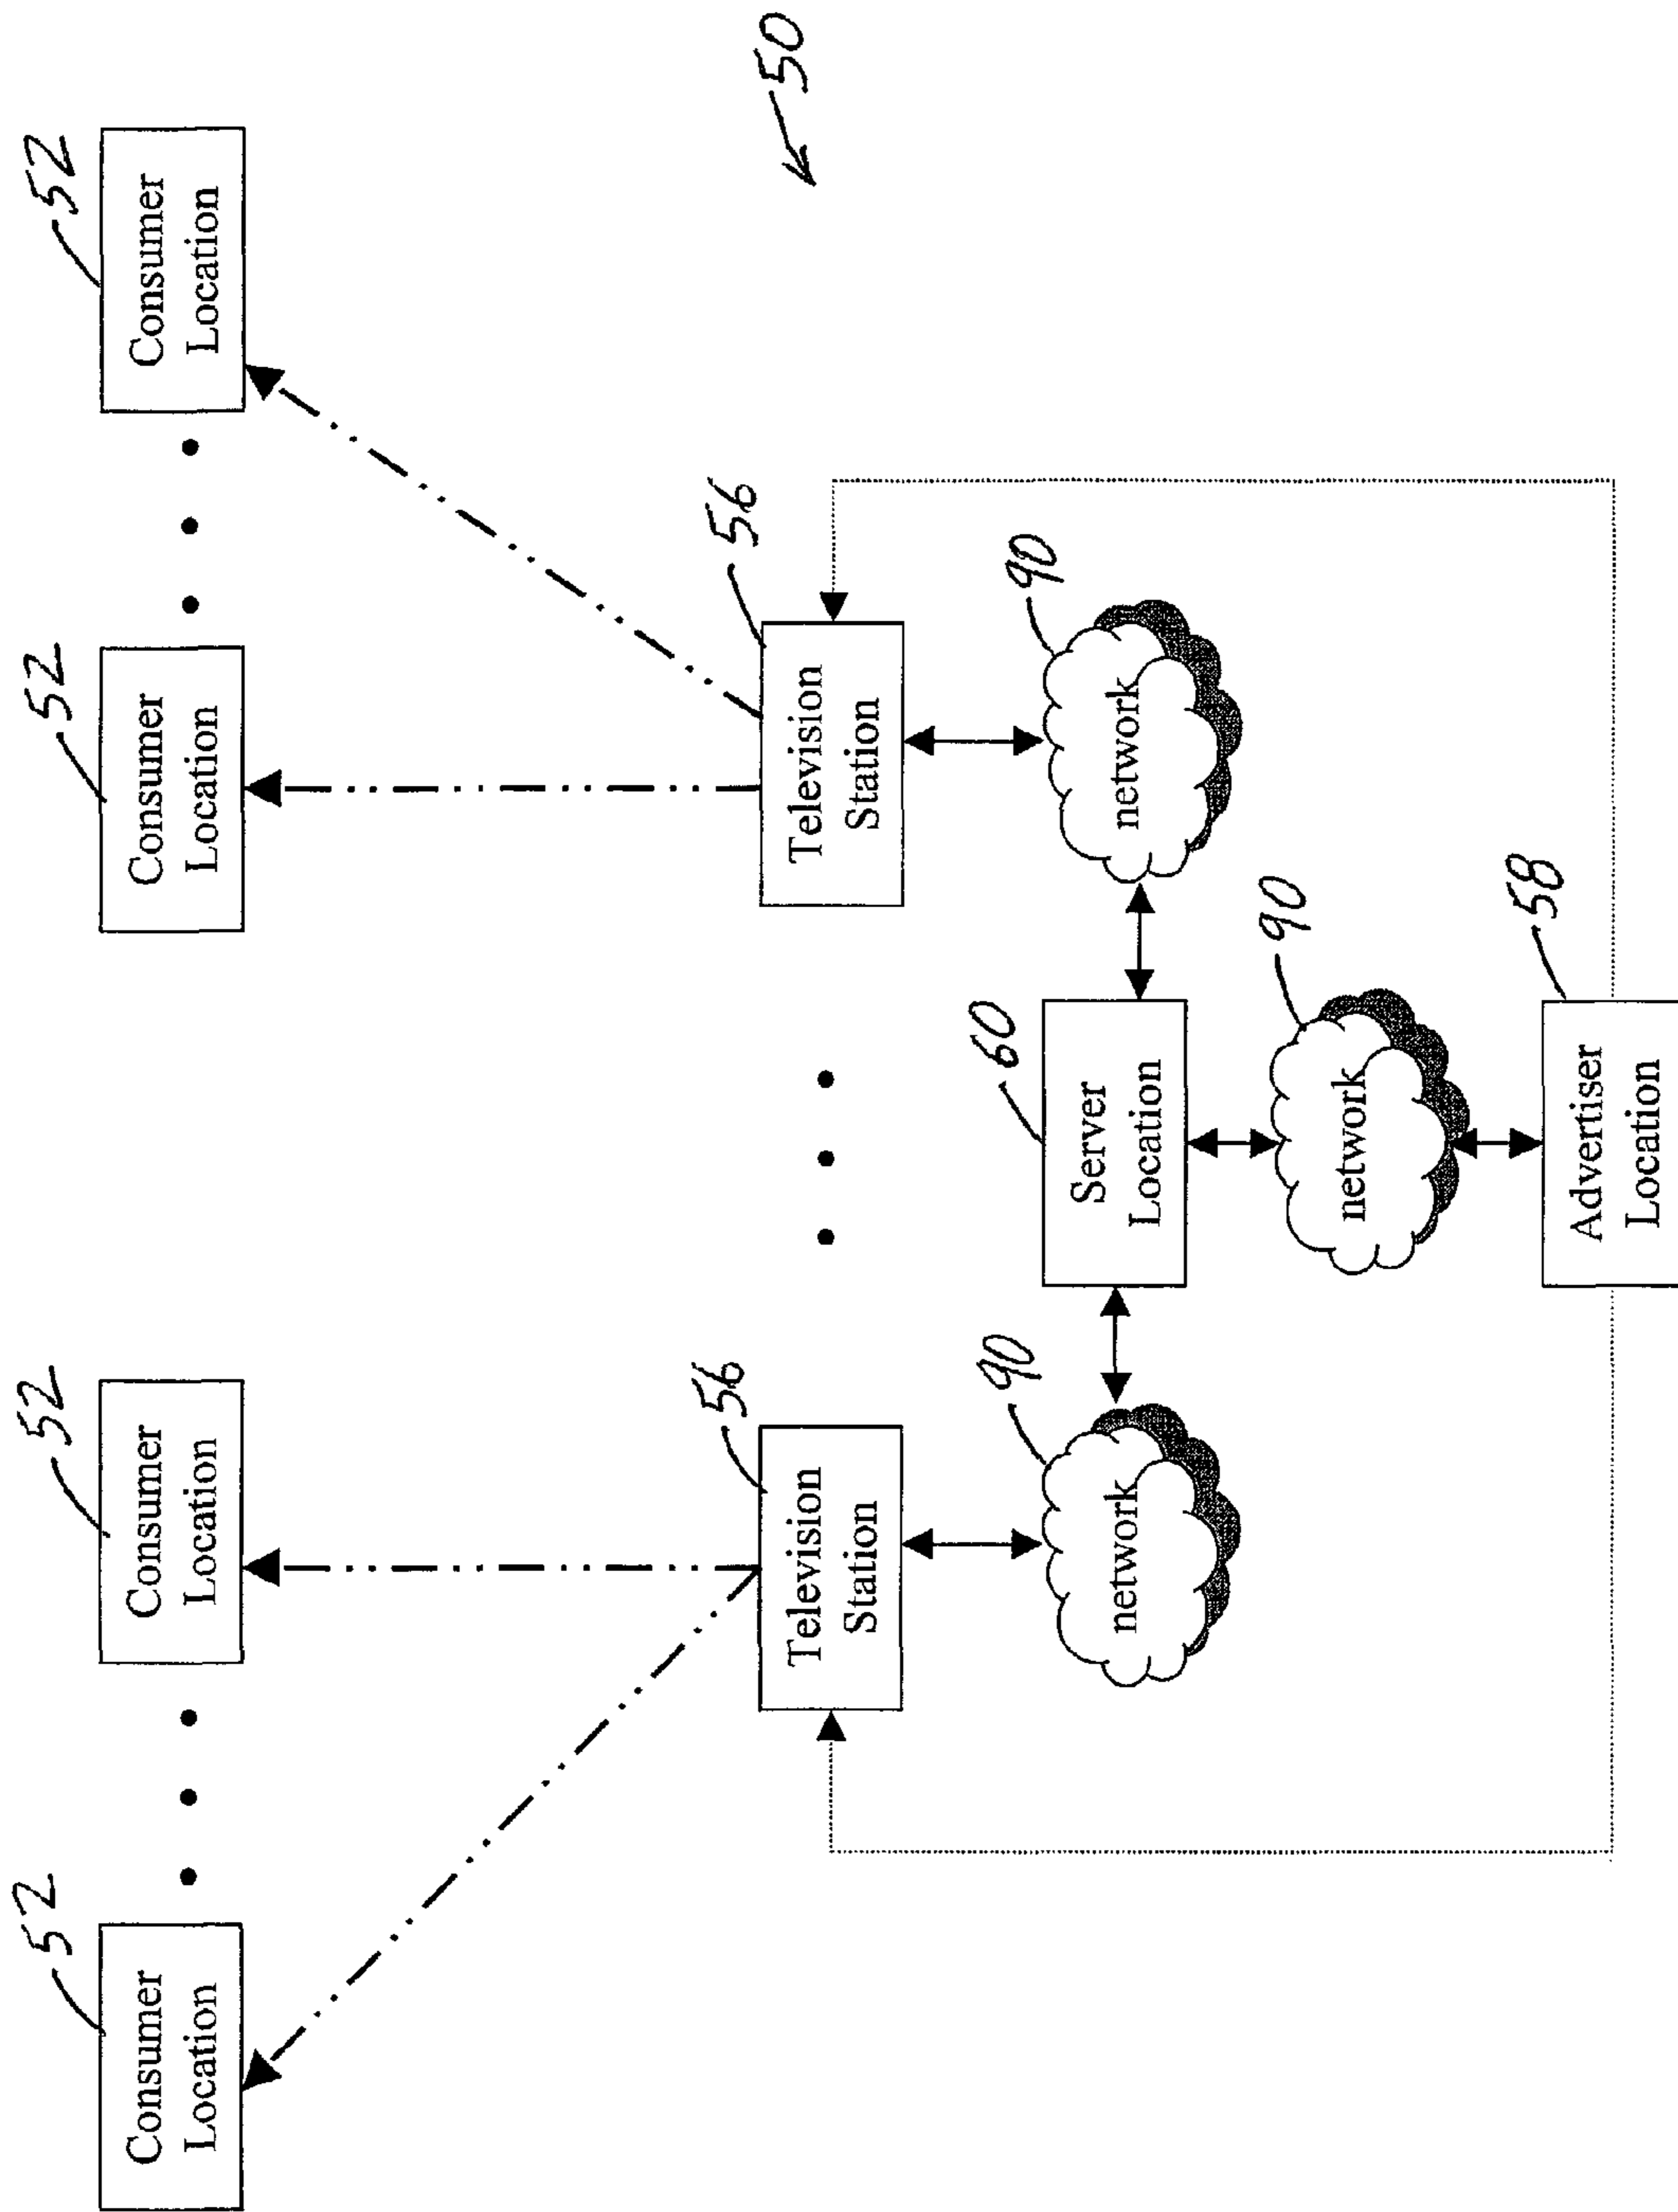 52
Consumer
Location
52
Consumer
Location
52
Consumer
Location
52
Consumer
Location
56
Television
Station
56
Television
Station
50
90
network
60
Server
Location
90
network
90
network
58
Advertiser
Location